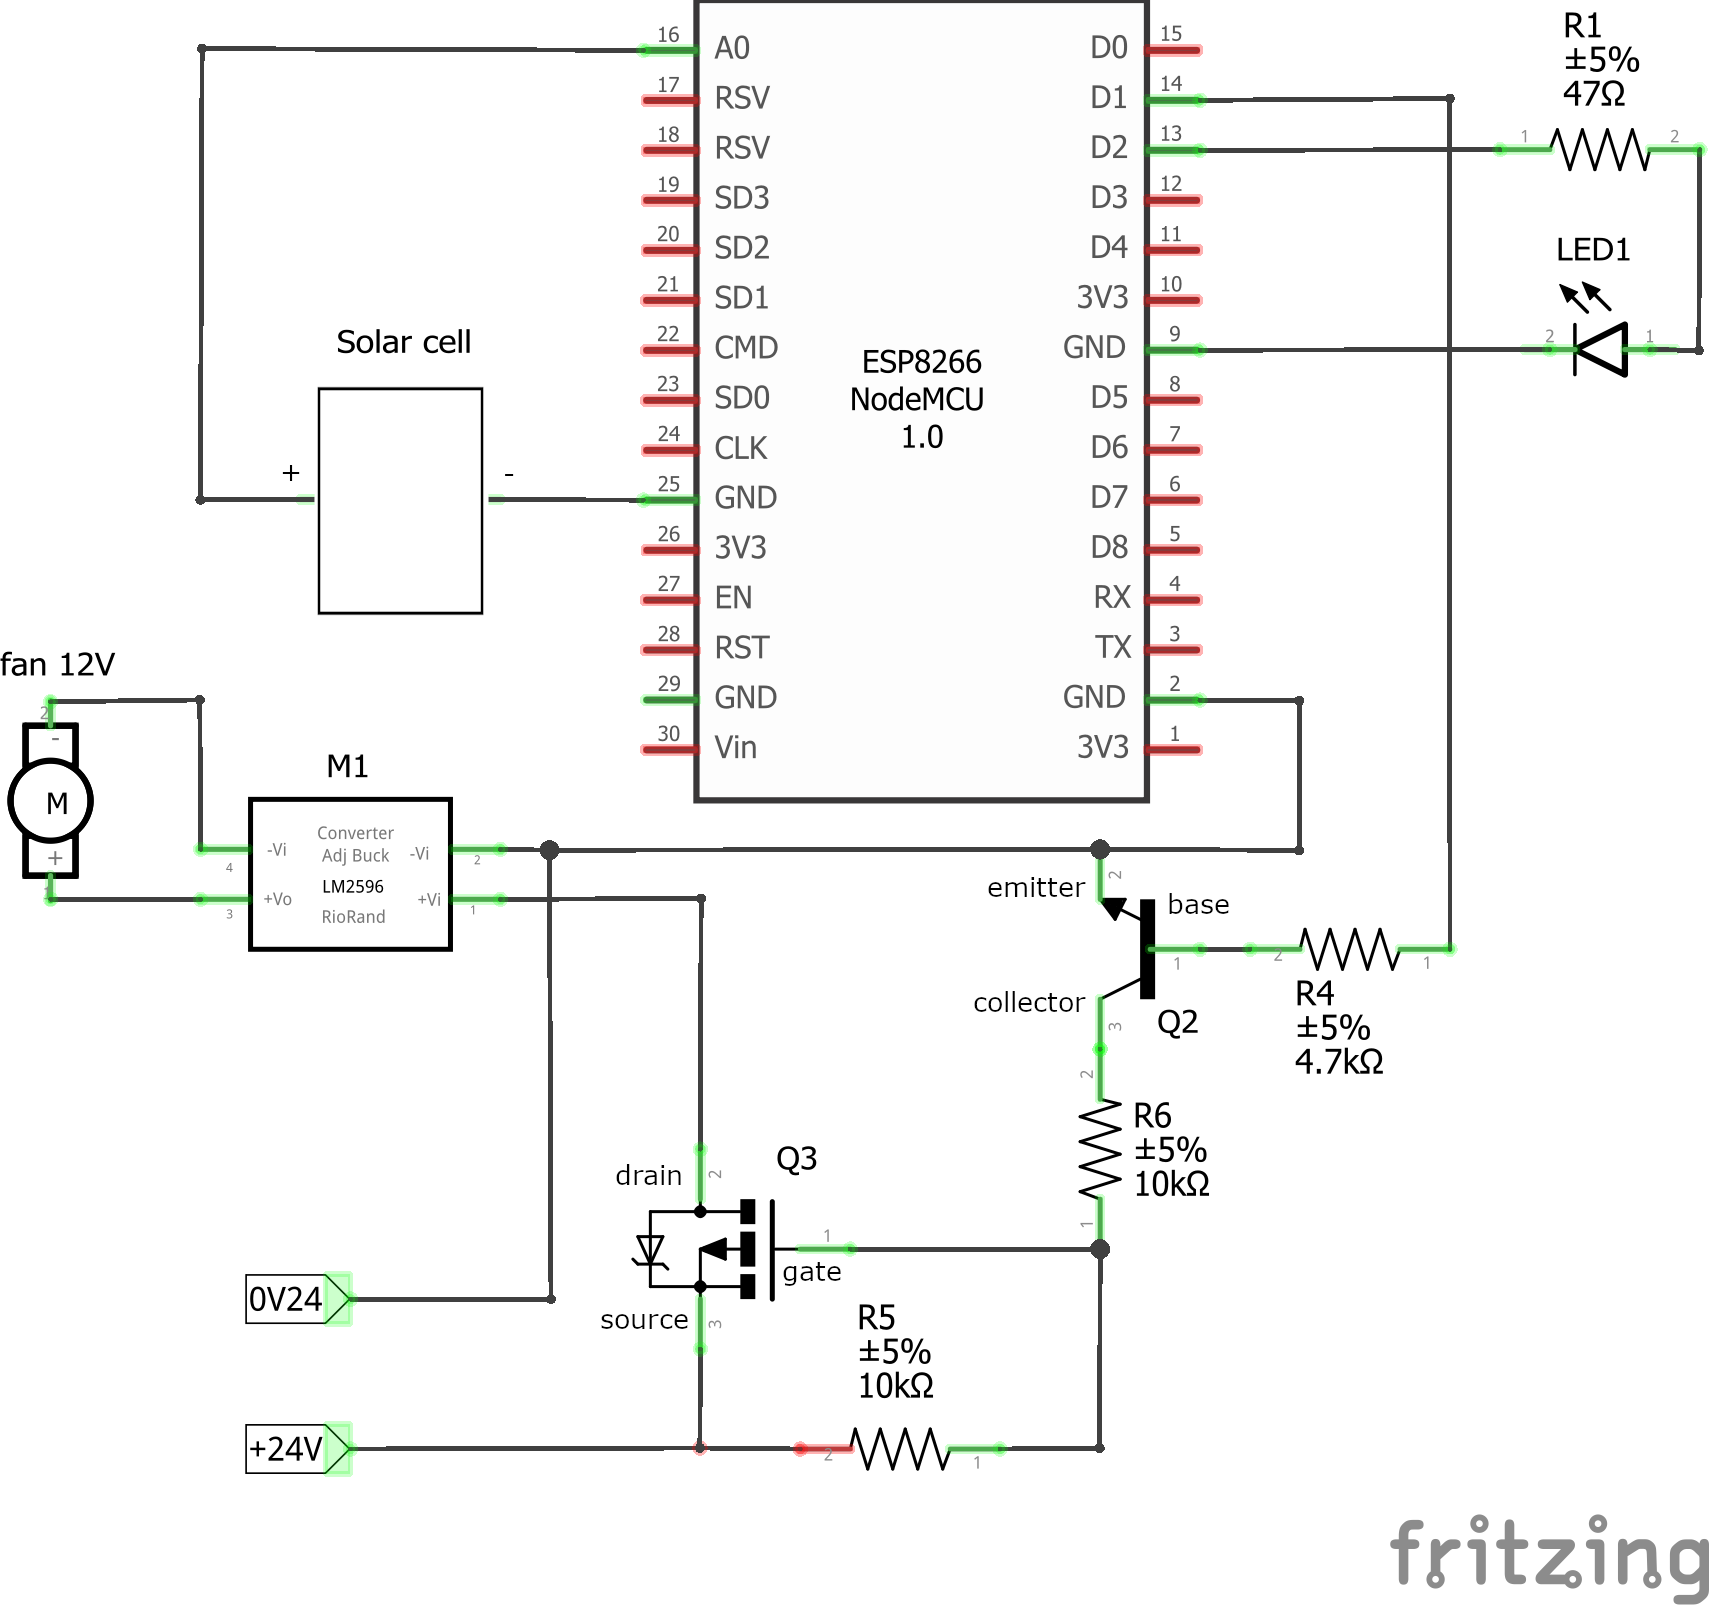 16 A0
17 RSV
18 RSV
19 SD3
20 SD2
21 SD1
22 CMD
23 SD0
24 CLK
25 GND
26 3V3
27 EN
28 RST
29 GND
30 Vin
ESP8266
NodeMCU
1.0
D0 15
D1 14
D2 13
D3 12
D4 11
3V3 10
GND 9
D5 8
D6 7
D7 6
D8 5
RX 4
TX 3
GND 2
3V3 1
R1
±5%
47Ω
1 2
LED1
2 1
Solar cell
+ -
fan 12V
2
-
M
+
1
M1
Converter
Adj Buck
LM2596
RioRand
-Vi
4
+Vo
3
-Vi
2
+Vi
1
emitter
2
base
1
collector
3
Q2
2 1
R4
±5%
4.7kΩ
2
R6
±5%
10kΩ
1
Q3
drain
2
1
gate
source
3
R5
±5%
10kΩ
2 1
0V24
+24V
fritzing